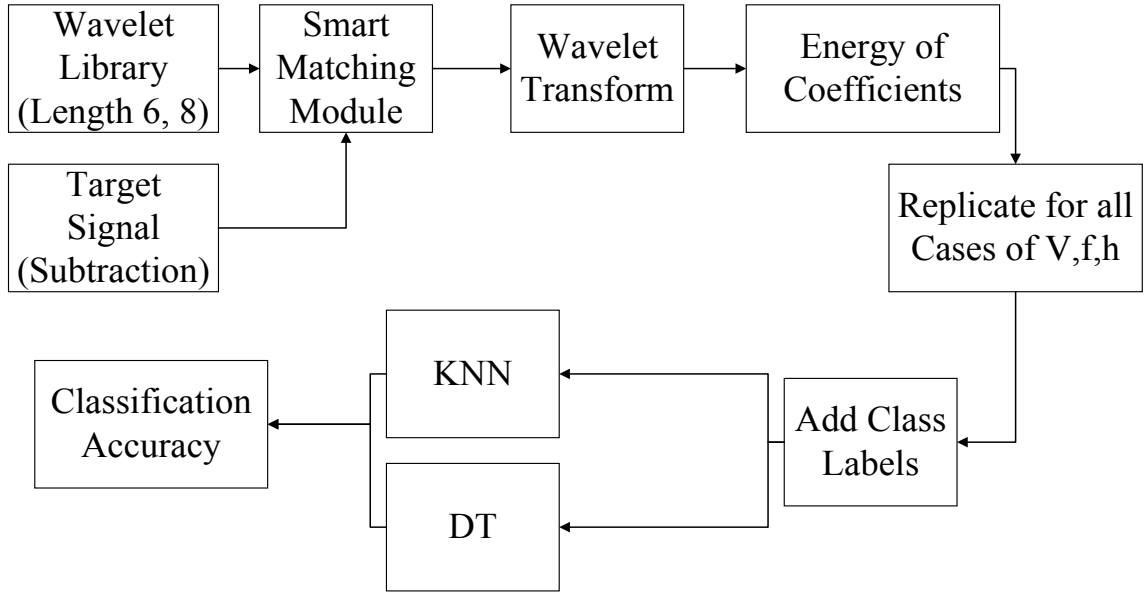 Wavelet
Library
(Length 6, 8)
Smart
Matching
Module
Wavelet
Transform
Energy of
Coefficients
Target
Signal
(Subtraction)
Replicate for all
Cases of V,f,h
KNN
Classification
Accuracy
Add Class
Labels
DT